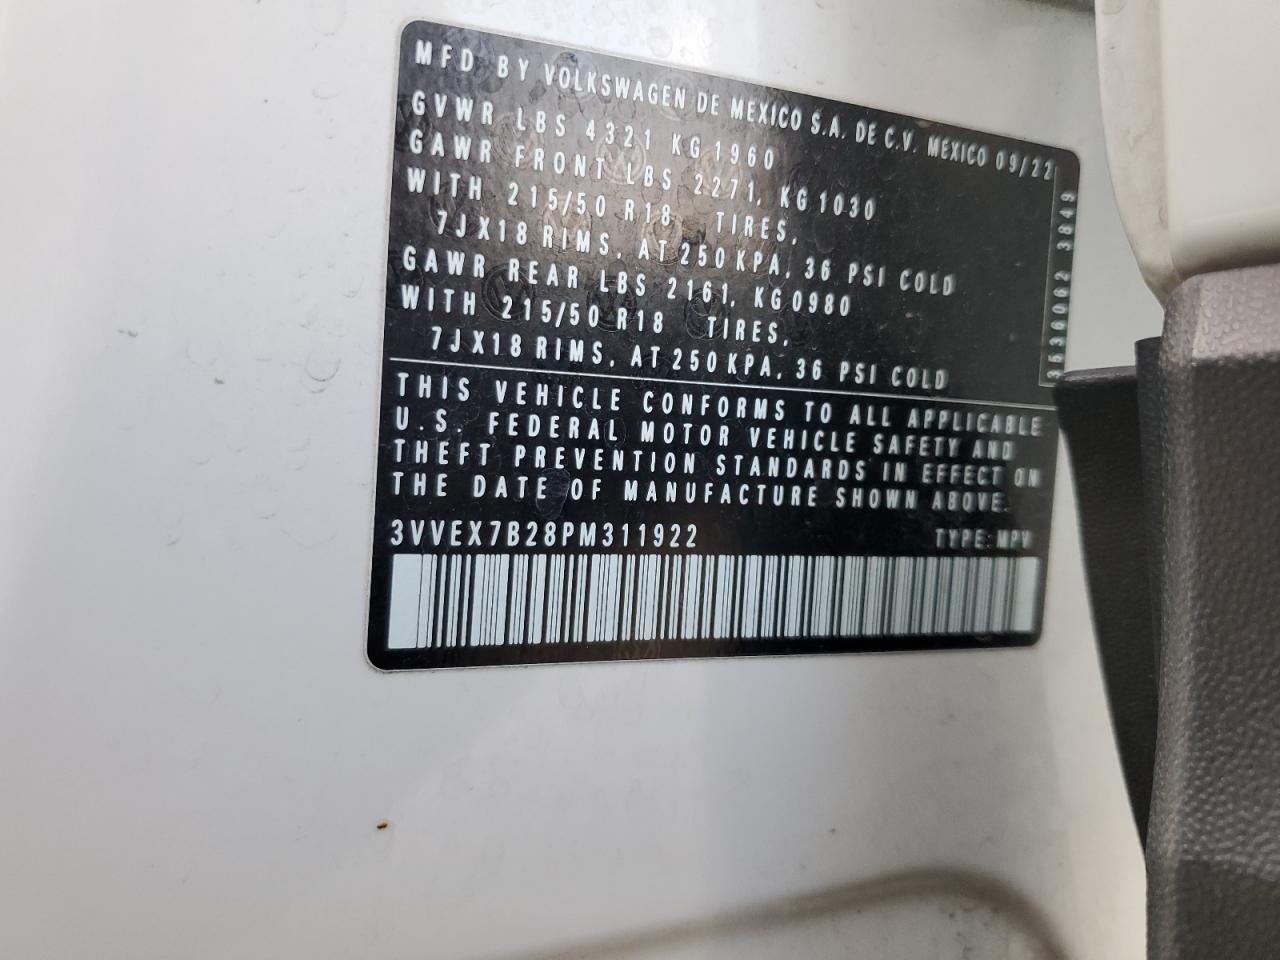 MFD BY VOLKSWAGEN DE MEXICO S.A. DE C.V. MEXICO 09/22
GVWR LBS 4321 KG 1960
GAWR FRONT LBS 2271, KG 1030
WITH 215/50 R18 TIRES,
7JX18 RIMS, AT 250 KPA, 36 PSI COLD
GAWR REAR LBS 2161, KG 0980
WITH 215/50 R18 TIRES,
7JX18 RIMS, AT 250 KPA, 36 PSI COLD
3636062 3849
THIS VEHICLE CONFORMS TO ALL APPLICABLE
U.S. FEDERAL MOTOR VEHICLE SAFETY AND
THEFT PREVENTION STANDARDS IN EFFECT ON
THE DATE OF MANUFACTURE SHOWN ABOVE.
3VVEX7B28PM311922 TYPE: MPV